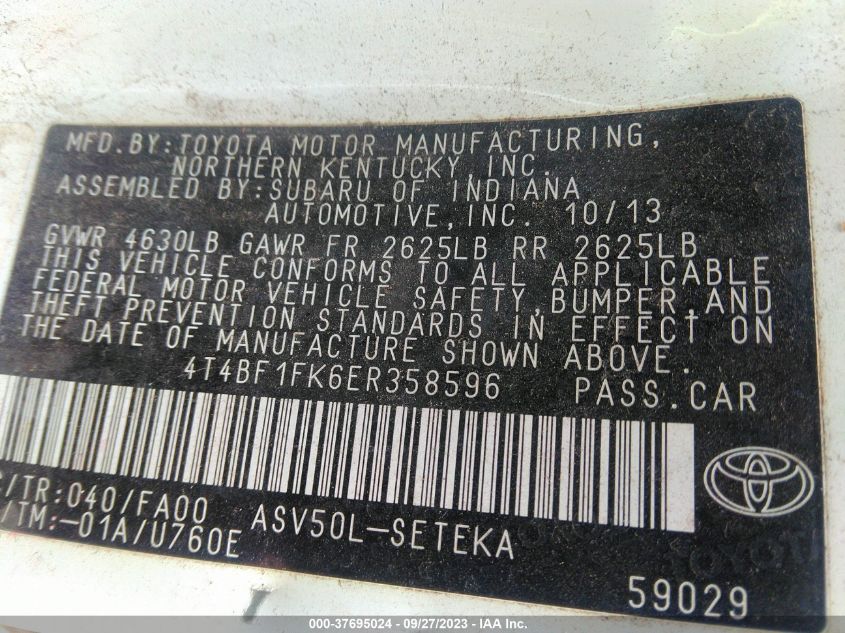 MFD.BY:TOYOTA MOTOR MANUFACTURING,
NORTHERN KENTUCKY,INC.
ASSEMBLED BY:SUBARU OF INDIANA
AUTOMOTIVE,INC. 10/13
GVWR 4630LB GAWR FR 2625LB RR 2625LB
THIS VEHICLE CONFORMS TO ALL APPLICABLE
FEDERAL MOTOR VEHICLE SAFETY,BUMPER,AND
THEFT PREVENTION STANDARDS IN EFFECT ON
THE DATE OF MANUFACTURE SHOWN ABOVE.
4T4BF1FK6ER358596 PASS.CAR
/TR:040/FA00 ASV50L-SETEKA
/TM:-01A/U760E
TOYOTA
59029
000-37695024 - 09/27/2023 - IAA Inc.